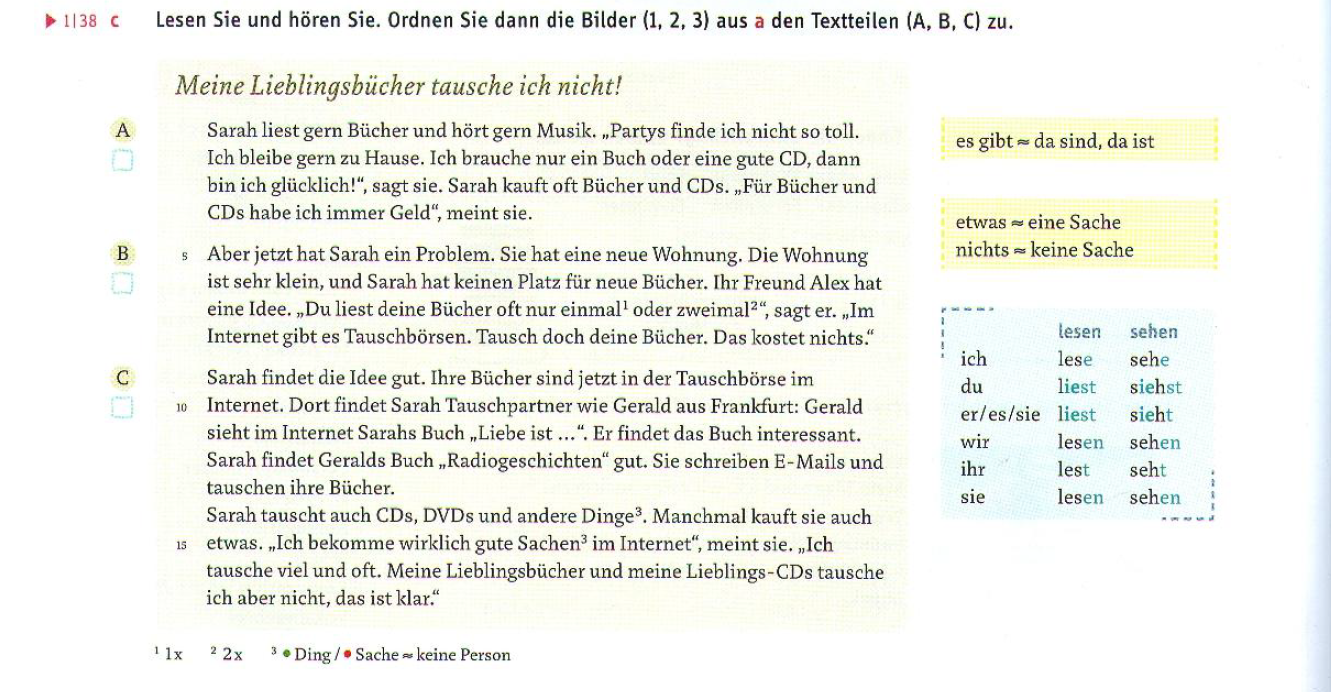 ▶ 1|38 c Lesen Sie und hören Sie. Ordnen Sie dann die Bilder (1, 2, 3) aus a den Textteilen (A, B, C) zu.
Meine Lieblingsbücher tausche ich nicht!
A Sarah liest gern Bücher und hört gern Musik. „Partys finde ich nicht so toll.
Ich bleibe gern zu Hause. Ich brauche nur ein Buch oder eine gute CD, dann
bin ich glücklich!“, sagt sie. Sarah kauft oft Bücher und CDs. „Für Bücher und
CDs habe ich immer Geld“, meint sie.
B 5 Aber jetzt hat Sarah ein Problem. Sie hat eine neue Wohnung. Die Wohnung
ist sehr klein, und Sarah hat keinen Platz für neue Bücher. Ihr Freund Alex hat
eine Idee. „Du liest deine Bücher oft nur einmal¹ oder zweimal²“, sagt er. „Im
Internet gibt es Tauschbörsen. Tausch doch deine Bücher. Das kostet nichts.“
C Sarah findet die Idee gut. Ihre Bücher sind jetzt in der Tauschbörse im
10 Internet. Dort findet Sarah Tauschpartner wie Gerald aus Frankfurt: Gerald
sieht im Internet Sarahs Buch „Liebe ist ...“. Er findet das Buch interessant.
Sarah findet Geralds Buch „Radiogeschichten“ gut. Sie schreiben E-Mails und
tauschen ihre Bücher.
Sarah tauscht auch CDs, DVDs und andere Dinge³. Manchmal kauft sie auch
15 etwas. „Ich bekomme wirklich gute Sachen³ im Internet“, meint sie. „Ich
tausche viel und oft. Meine Lieblingsbücher und meine Lieblings-CDs tausche
ich aber nicht, das ist klar.“
¹ 1x ² 2x ³ • Ding / • Sache ≈ keine Person
es gibt ≈ da sind, da ist
etwas ≈ eine Sache
nichts ≈ keine Sache
lesen sehen
ich lese sehe
du liest siehst
er/es/sie liest sieht
wir lesen sehen
ihr lest seht
sie lesen sehen